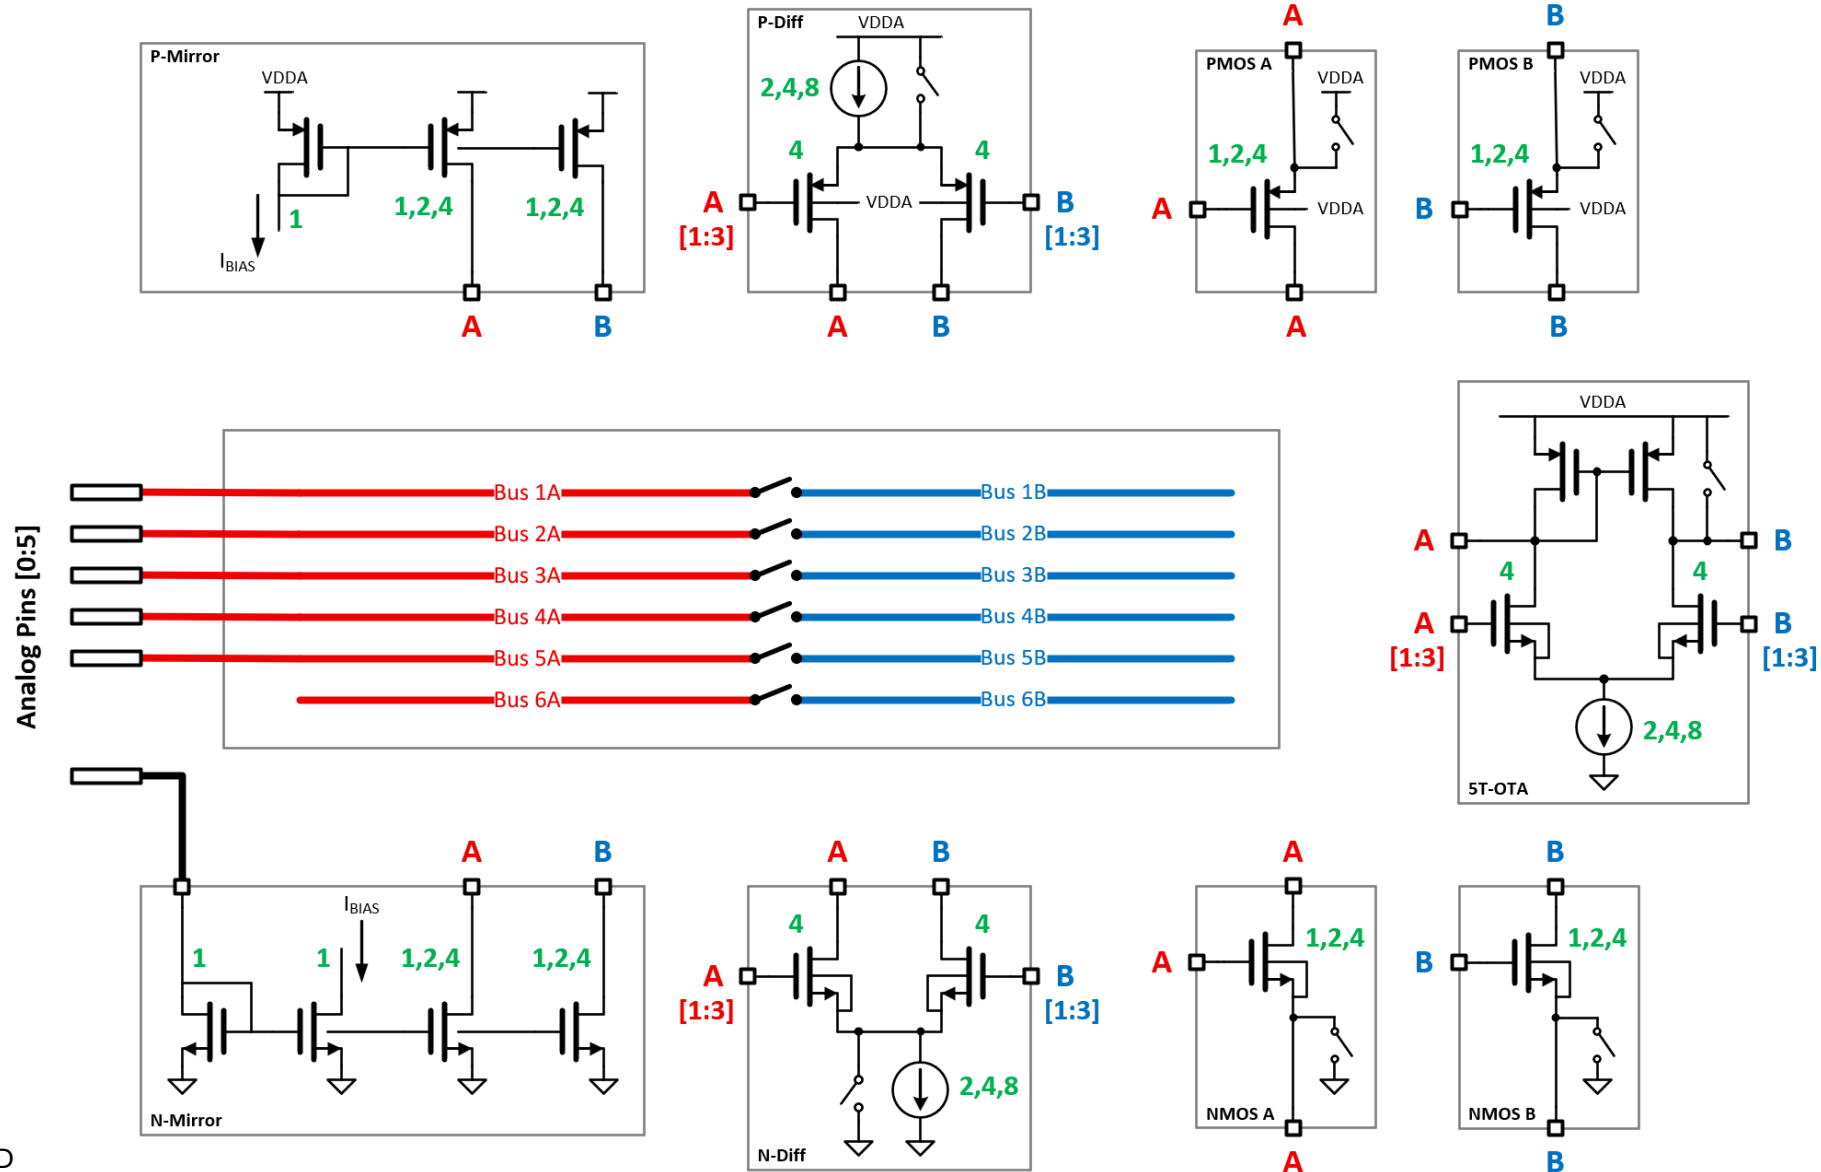 A
B
P-Mirror
VDDA
1
1,2,4
1,2,4
IBIAS
A
B
P-Diff
VDDA
2,4,8
4
4
A
[1:3]
VDDA
B
[1:3]
A
B
PMOS A
VDDA
1,2,4
A
VDDA
A
PMOS B
VDDA
1,2,4
B
VDDA
B
Analog Pins [0:5]
Bus 1A
Bus 1B
Bus 2A
Bus 2B
Bus 3A
Bus 3B
Bus 4A
Bus 4B
Bus 5A
Bus 5B
Bus 6A
Bus 6B
VDDA
A
B
4
4
A
[1:3]
B
[1:3]
2,4,8
5T-OTA
A
B
IBIAS
1
1
1,2,4
1,2,4
N-Mirror
A
B
4
4
A
[1:3]
B
[1:3]
2,4,8
N-Diff
A
A
1,2,4
NMOS A
A
B
B
1,2,4
NMOS B
B
D